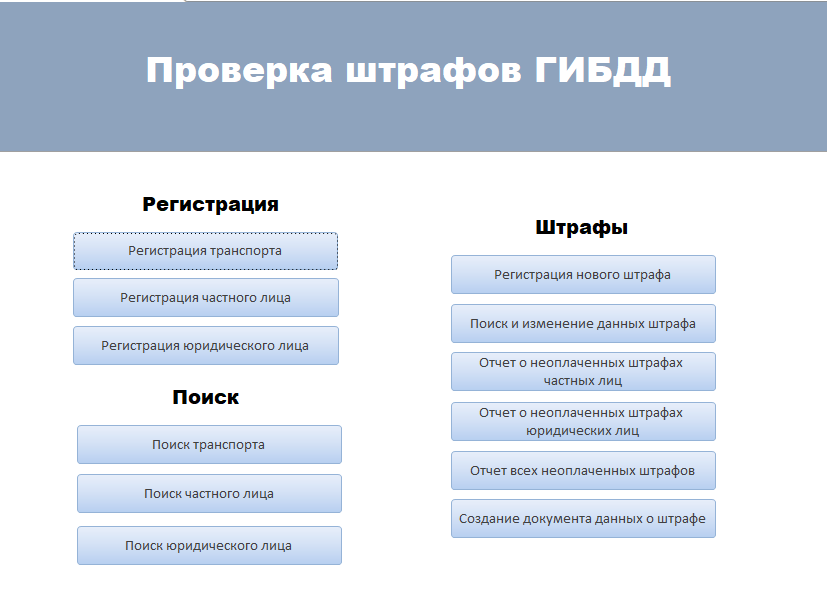 Проверка штрафов ГИБДД
Регистрация
Регистрация транспорта
Регистрация частного лица
Регистрация юридического лица
Поиск
Поиск транспорта
Поиск частного лица
Поиск юридического лица
Штрафы
Регистрация нового штрафа
Поиск и изменение данных штрафа
Отчет о неоплаченных штрафах
частных лиц
Отчет о неоплаченных штрафах
юридических лиц
Отчет всех неоплаченных штрафов
Создание документа данных о штрафе